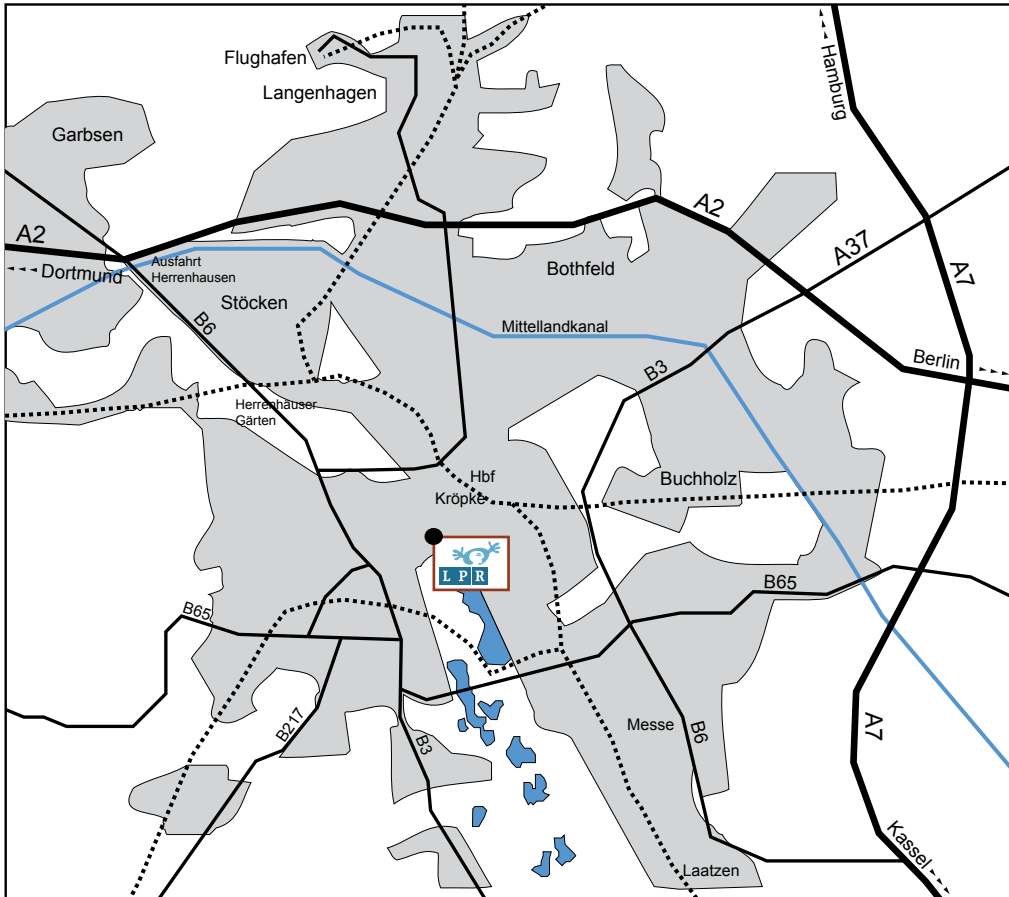 Flughafen
Langenhagen
Hamburg
Garbsen
A2
A2
A37
A7
Dortmund
Ausfahrt
Herrenhausen
Bothfeld
Stöcken
B6
Mittellandkanal
B3
Berlin
Herrenhäuser
Gärten
Hbf
Kröpke
Buchholz
L P R
B65
B65
B217
B3
Messe
B6
A7
Kassel
Laatzen